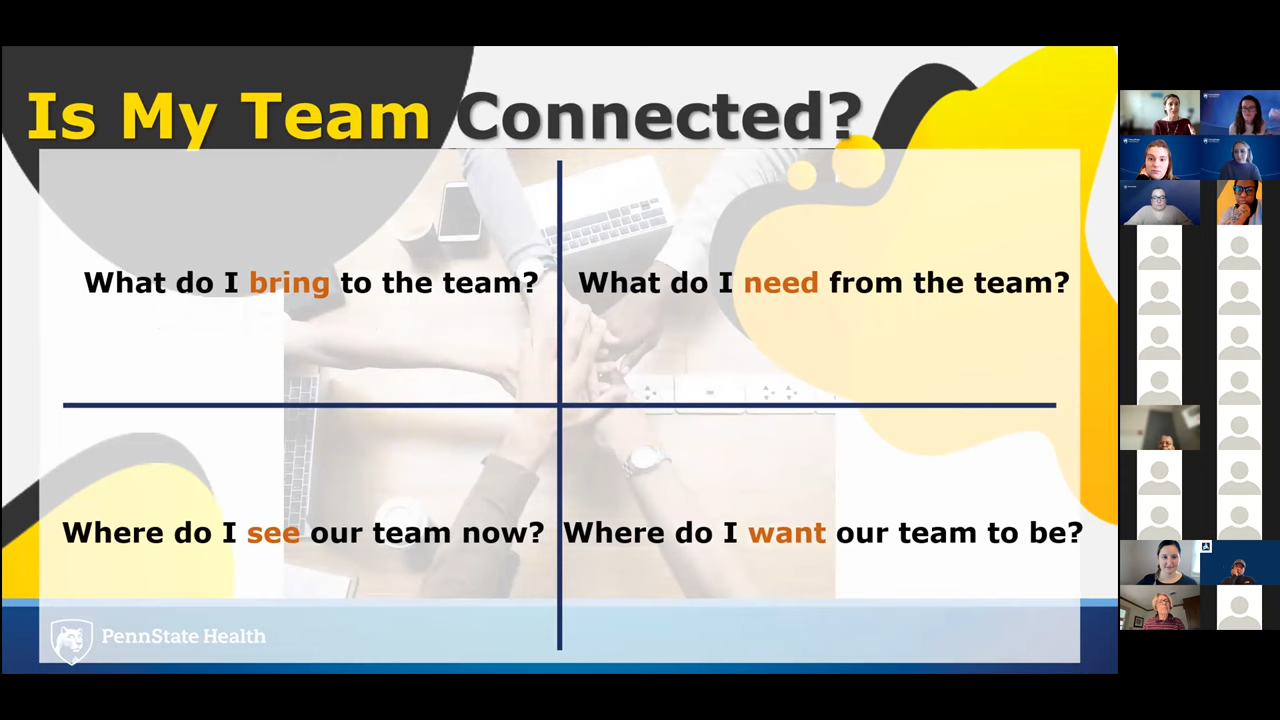 Is My Team Connected?
What do I bring to the team?
What do I need from the team?
Where do I see our team now?
Where do I want our team to be?
PennState Health